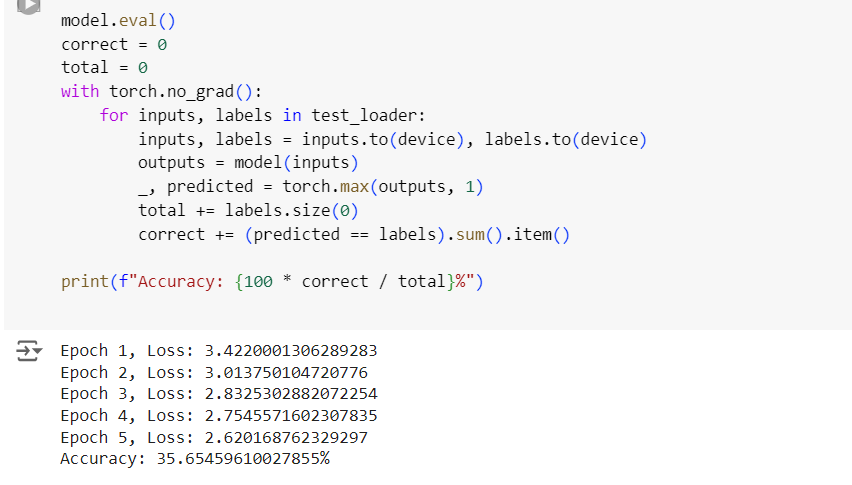 model.eval()
correct = 0
total = 0
with torch.no_grad():
    for inputs, labels in test_loader:
        inputs, labels = inputs.to(device), labels.to(device)
        outputs = model(inputs)
        _, predicted = torch.max(outputs, 1)
        total += labels.size(0)
        correct += (predicted == labels).sum().item()
print(f"Accuracy: {100 * correct / total}%")
Epoch 1, Loss: 3.4220001306289283
Epoch 2, Loss: 3.013750104720776
Epoch 3, Loss: 2.8325302882072254
Epoch 4, Loss: 2.7545571602307835
Epoch 5, Loss: 2.620168762329297
Accuracy: 35.65459610027855%